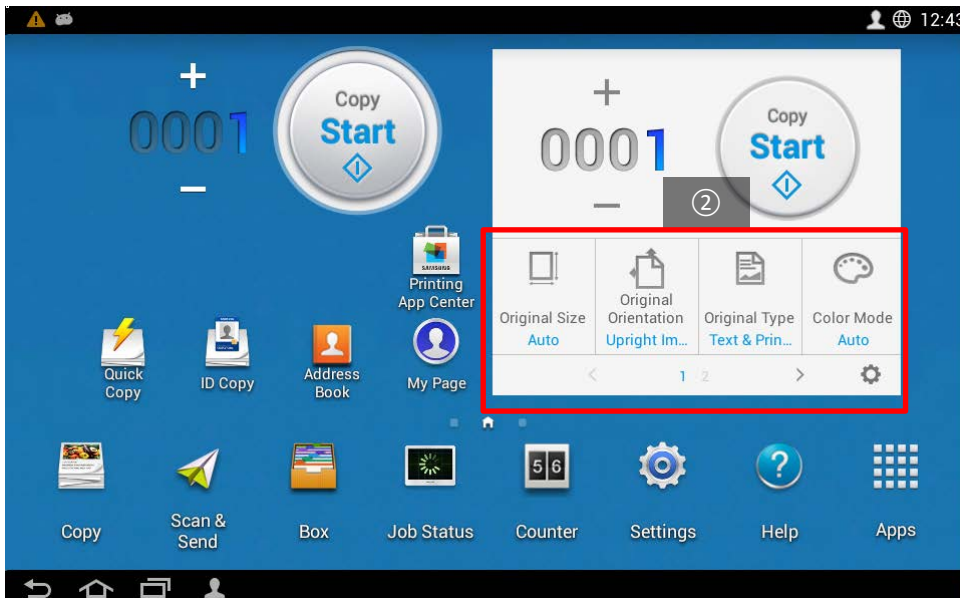 12:43
+
0001
−
Copy
Start
+
0001
−
Copy
Start
②
SAMSUNG
Printing
App Center
Original Size
Auto
Original
Orientation
Upright Im...
Original Type
Text & Prin...
Color Mode
Auto
< 1 2 >
Quick
Copy
ID Copy
Address
Book
My Page
56
?
Copy
Scan &
Send
Box
Job Status
Counter
Settings
Help
Apps